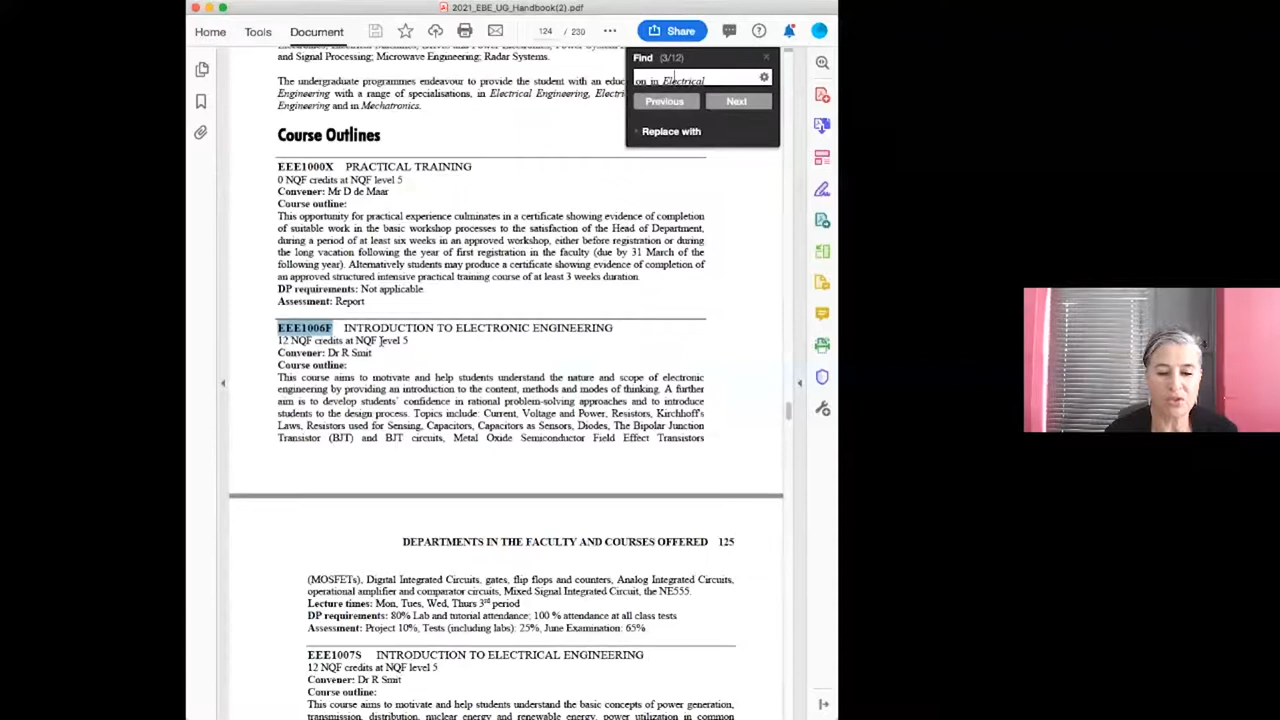 2021_EBE_UG_Handbook(2).pdf
Home Tools Document 124 / 230 Share
Find (3/12)
Previous Next
Replace with
and Signal Processing; Microwave Engineering; Radar Systems.
The undergraduate programmes endeavour to provide the student with an educ on in Electrical
Engineering with a range of specialisations, in Electrical Engineering, Electr
Engineering and in Mechatronics.
Course Outlines
EEE1000X PRACTICAL TRAINING
0 NQF credits at NQF level 5
Convener: Mr D de Maar
Course outline:
This opportunity for practical experience culminates in a certificate showing evidence of completion
of suitable work in the basic workshop processes to the satisfaction of the Head of Department,
during a period of at least six weeks in an approved workshop, either before registration or during
the long vacation following the year of first registration in the faculty (due by 31 March of the
following year). Alternatively students may produce a certificate showing evidence of completion of
an approved structured intensive practical training course of at least 3 weeks duration.
DP requirements: Not applicable
Assessment: Report
EEE1006F INTRODUCTION TO ELECTRONIC ENGINEERING
12 NQF credits at NQF level 5
Convener: Dr R Smit
Course outline:
This course aims to motivate and help students understand the nature and scope of electronic
engineering by providing an introduction to the content, methods and modes of thinking. A further
aim is to develop students' confidence in rational problem-solving approaches and to introduce
students to the design process. Topics include: Current, Voltage and Power, Resistors, Kirchhoff's
Laws, Resistors used for Sensing, Capacitors, Capacitors as Sensors, Diodes, The Bipolar Junction
Transistor (BJT) and BJT circuits, Metal Oxide Semiconductor Field Effect Transistors
DEPARTMENTS IN THE FACULTY AND COURSES OFFERED 125
(MOSFETs), Digital Integrated Circuits, gates, flip flops and counters, Analog Integrated Circuits,
operational amplifier and comparator circuits, Mixed Signal Integrated Circuit, the NE555.
Lecture times: Mon, Tues, Wed, Thurs 3rd period
DP requirements: 80% Lab and tutorial attendance; 100 % attendance at all class tests
Assessment: Project 10%, Tests (including labs): 25%, June Examination: 65%
EEE1007S INTRODUCTION TO ELECTRICAL ENGINEERING
12 NQF credits at NQF level 5
Convener: Dr R Smit
Course outline:
This course aims to motivate and help students understand the basic concepts of power generation,
transmission, distribution, nuclear energy and renewable energy, power utilization in common